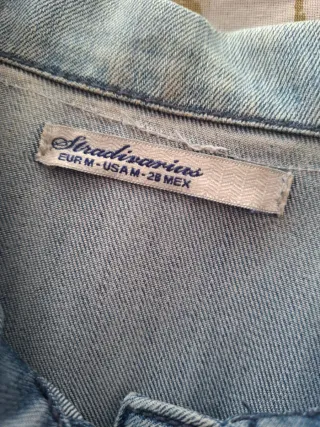 Stradivarius
EUR M - USA M - 28 MEX